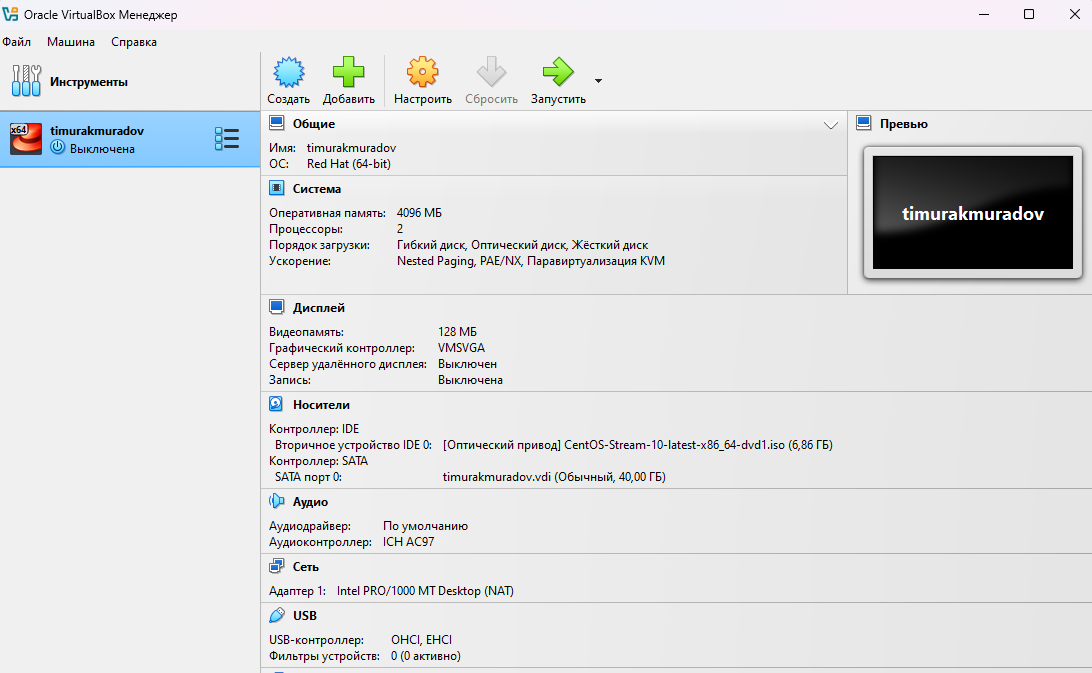 Oracle VirtualBox Менеджер
Файл Машина Справка
Инструменты
Создать Добавить Настроить Сбросить Запустить
x64
timurakmuradov
Выключена
Общие
Имя: timurakmuradov
ОС: Red Hat (64-bit)
Превью
timurakmuradov
Система
Оперативная память: 4096 МБ
Процессоры: 2
Порядок загрузки: Гибкий диск, Оптический диск, Жёсткий диск
Ускорение: Nested Paging, PAE/NX, Паравиртуализация KVM
Дисплей
Видеопамять: 128 МБ
Графический контроллер: VMSVGA
Сервер удалённого дисплея: Выключен
Запись: Выключена
Носители
Контроллер: IDE
Вторичное устройство IDE 0: [Оптический привод] CentOS-Stream-10-latest-x86_64-dvd1.iso (6,86 ГБ)
Контроллер: SATA
SATA порт 0: timurakmuradov.vdi (Обычный, 40,00 ГБ)
Аудио
Аудиодрайвер: По умолчанию
Аудиоконтроллер: ICH AC97
Сеть
Адаптер 1: Intel PRO/1000 MT Desktop (NAT)
USB
USB-контроллер: OHCI, EHCI
Фильтры устройств: 0 (0 активно)